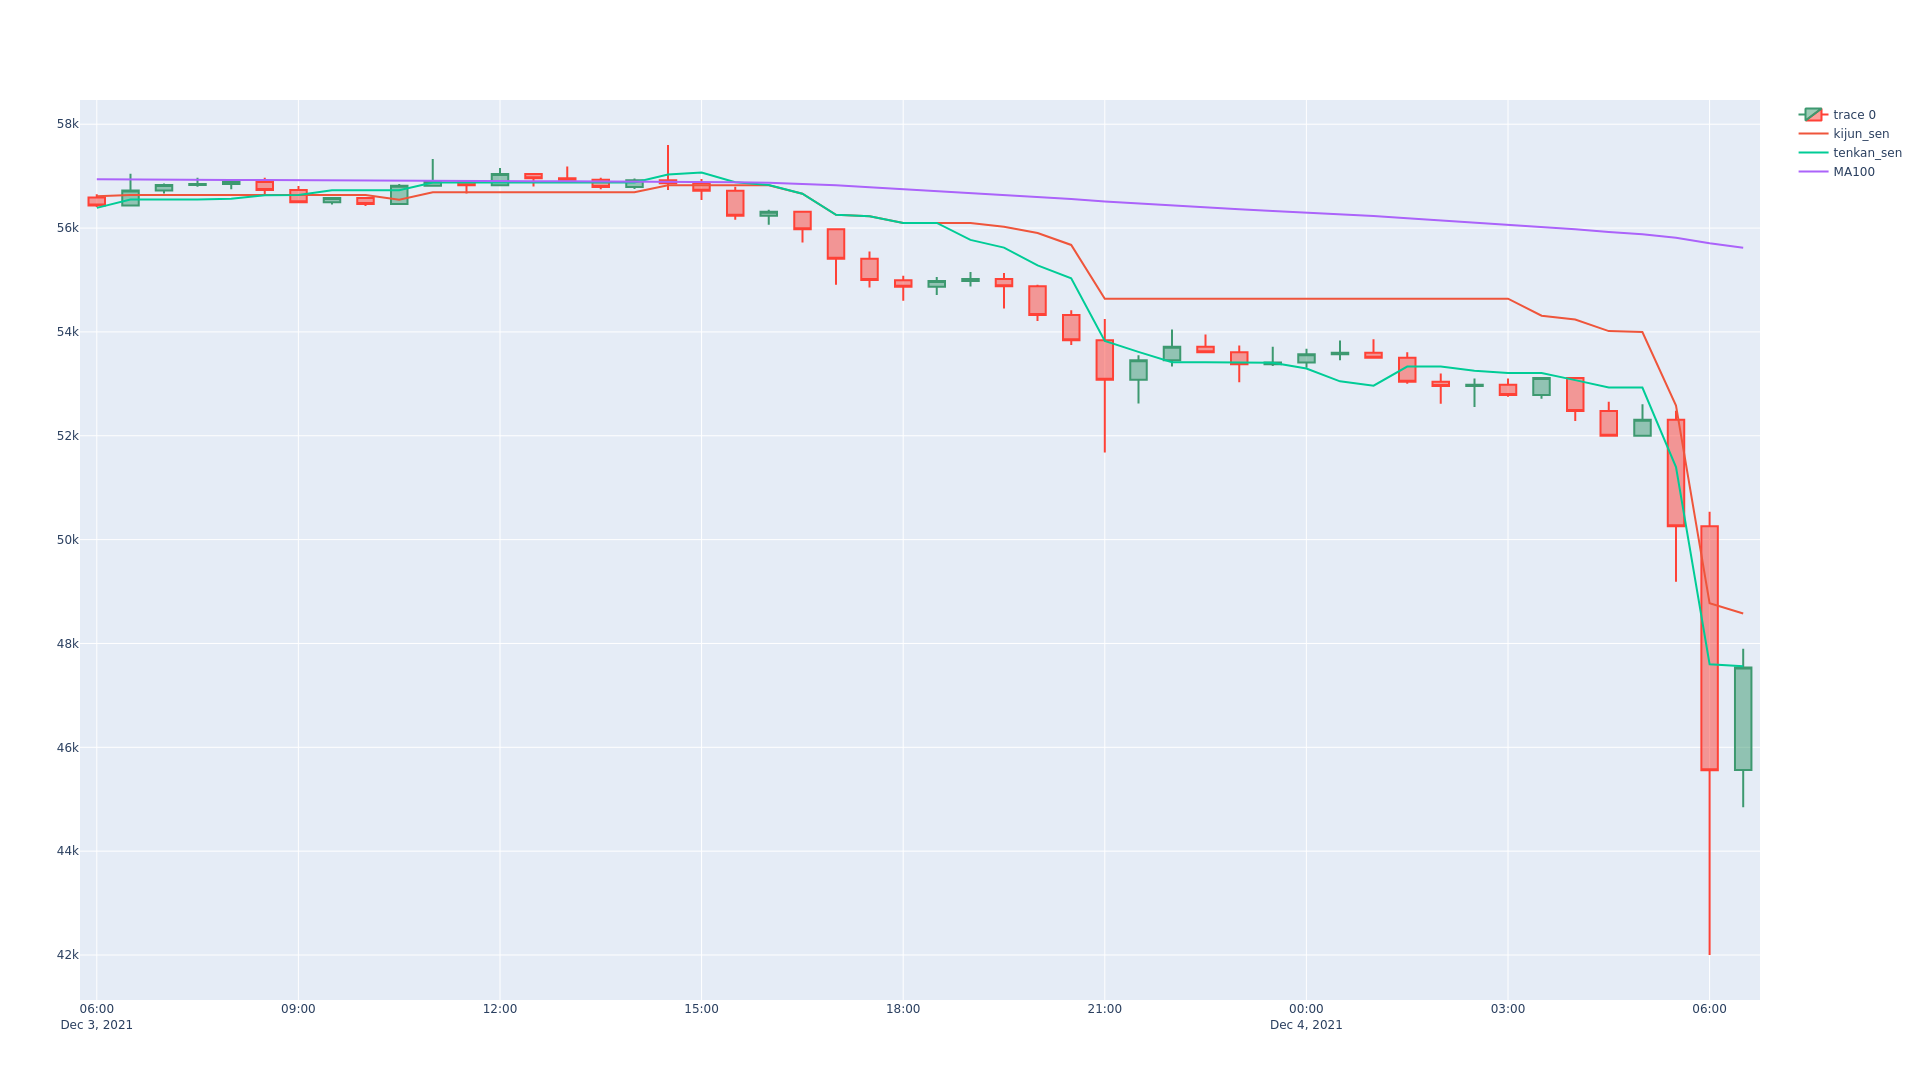 58k
56k
54k
52k
50k
48k
46k
44k
42k
06:00 09:00 12:00 15:00 18:00 21:00 00:00 03:00 06:00
Dec 3, 2021 Dec 4, 2021
trace 0
kijun_sen
tenkan_sen
MA100